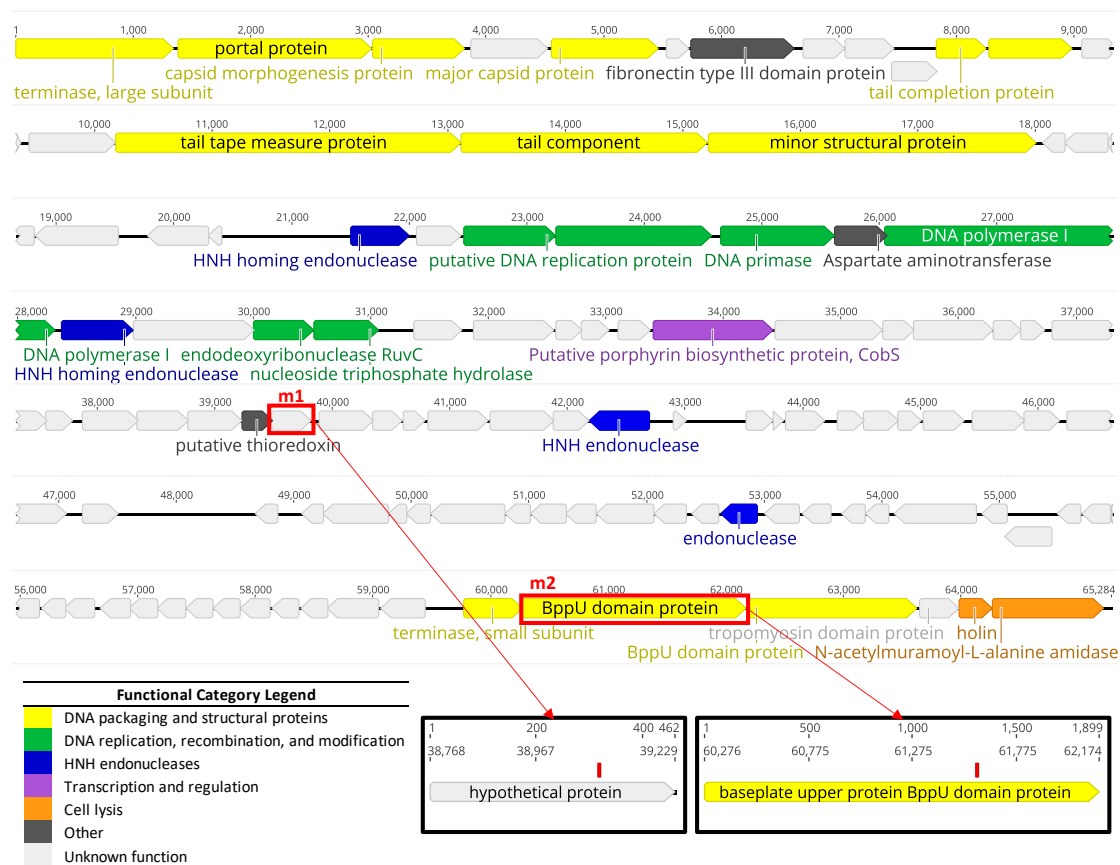 1 1,000 2,000 3,000 4,000 5,000 6,000 7,000 8,000 9,000
portal protein
capsid morphogenesis protein major capsid protein fibronectin type III domain protein
terminase, large subunit tail completion protein
10,000 11,000 12,000 13,000 14,000 15,000 16,000 17,000 18,000
tail tape measure protein tail component minor structural protein
19,000 20,000 21,000 22,000 23,000 24,000 25,000 26,000 27,000
DNA polymerase I
HNH homing endonuclease putative DNA replication protein DNA primase Aspartate aminotransferase
28,000 29,000 30,000 31,000 32,000 33,000 34,000 35,000 36,000 37,000
DNA polymerase I endodeoxyribonuclease RuvC Putative porphyrin biosynthetic protein, CobS
HNH homing endonuclease nucleoside triphosphate hydrolase
m1
38,000 39,000 40,000 41,000 42,000 43,000 44,000 45,000 46,000
putative thioredoxin HNH endonuclease
47,000 48,000 49,000 50,000 51,000 52,000 53,000 54,000 55,000
endonuclease
m2
56,000 57,000 58,000 59,000 60,000 61,000 62,000 63,000 64,000 65,284
BppU domain protein
terminase, small subunit tropomyosin domain protein holin
BppU domain protein N-acetylmuramoyl-L-alanine amidase
Functional Category Legend
DNA packaging and structural proteins
DNA replication, recombination, and modification
HNH endonucleases
Transcription and regulation
Cell lysis
Other
Unknown function
1 200 400 462
38,768 38,967 39,229
hypothetical protein
1 500 1,000 1,500 1,899
60,276 60,775 61,275 61,775 62,174
baseplate upper protein BppU domain protein